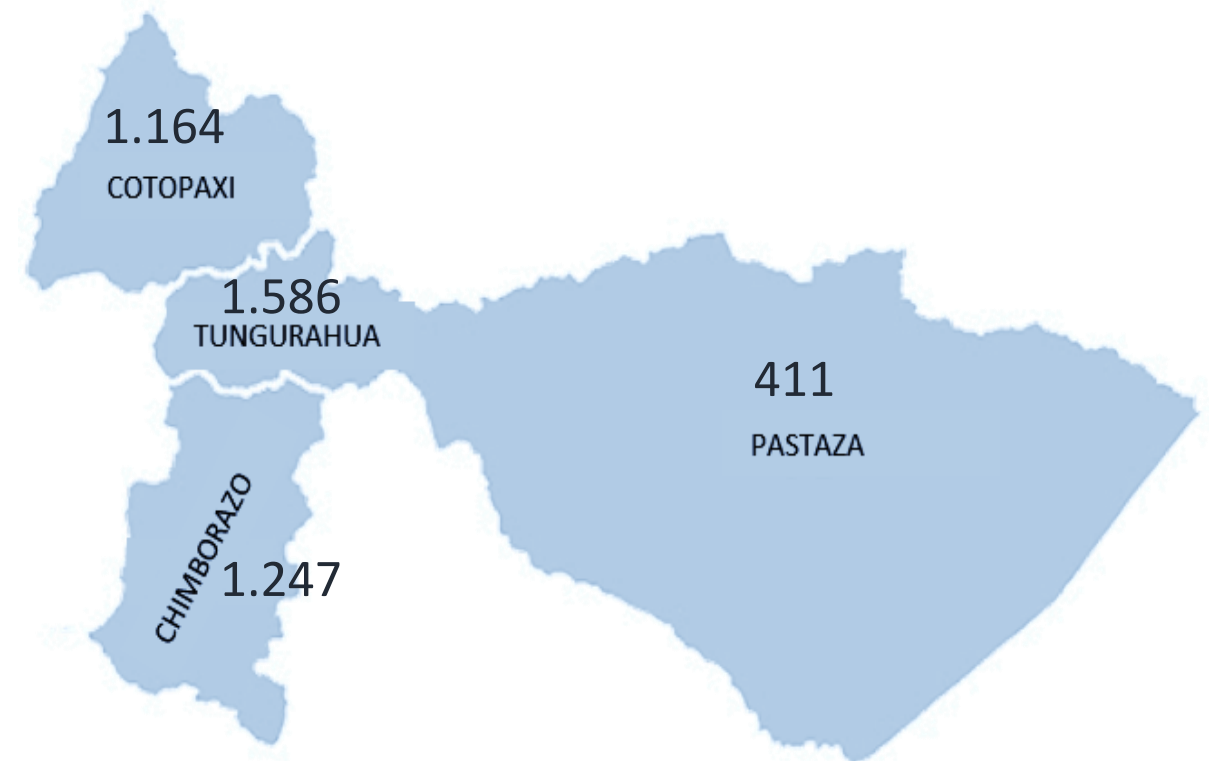 1.164
COTOPAXI
1.586
TUNGURAHUA
411
PASTAZA
CHIMBORAZO
1.247